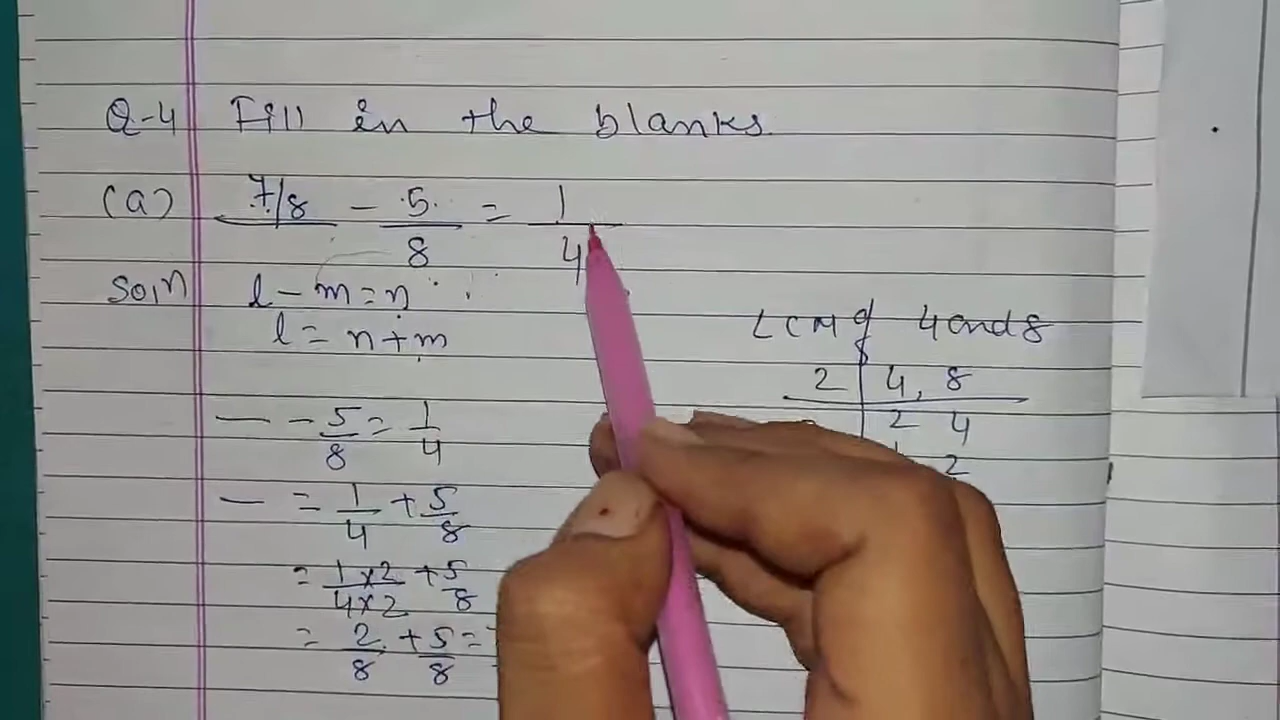 Q-4 Fill in the blanks
(a) 7/8 - 5/8 = 1/4
Soln l - m = n
l = n + m
LCM of 4 and 8
2 | 4, 8
2 4
2
— - 5/8 = 1/4
— = 1/4 + 5/8
= 1×2/4×2 + 5/8
= 2/8 + 5/8 =